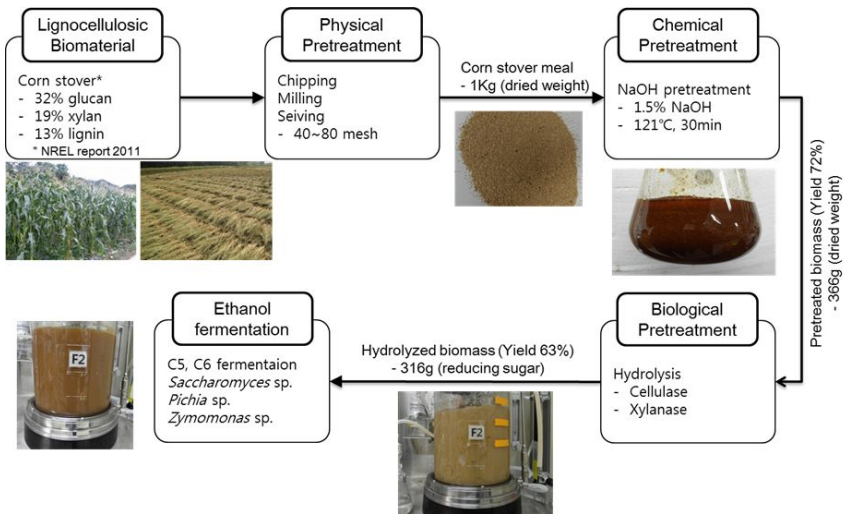 Lignocellulosic
Biomaterial
Corn stover*
- 32% glucan
- 19% xylan
- 13% lignin
* NREL report 2011
Physical
Pretreatment
Chipping
Milling
Seiving
- 40~80 mesh
Corn stover meal
- 1Kg (dried weight)
Chemical
Pretreatment
NaOH pretreatment
- 1.5% NaOH
- 121℃, 30min
Pretreated biomass (Yield 72%)
- 366g (dried weight)
Biological
Pretreatment
Hydrolysis
- Cellulase
- Xylanase
Hydrolyzed biomass (Yield 63%)
- 316g (reducing sugar)
F2
Ethanol
fermentation
C5, C6 fermentaion
Saccharomyces sp.
Pichia sp.
Zymomonas sp.
F2